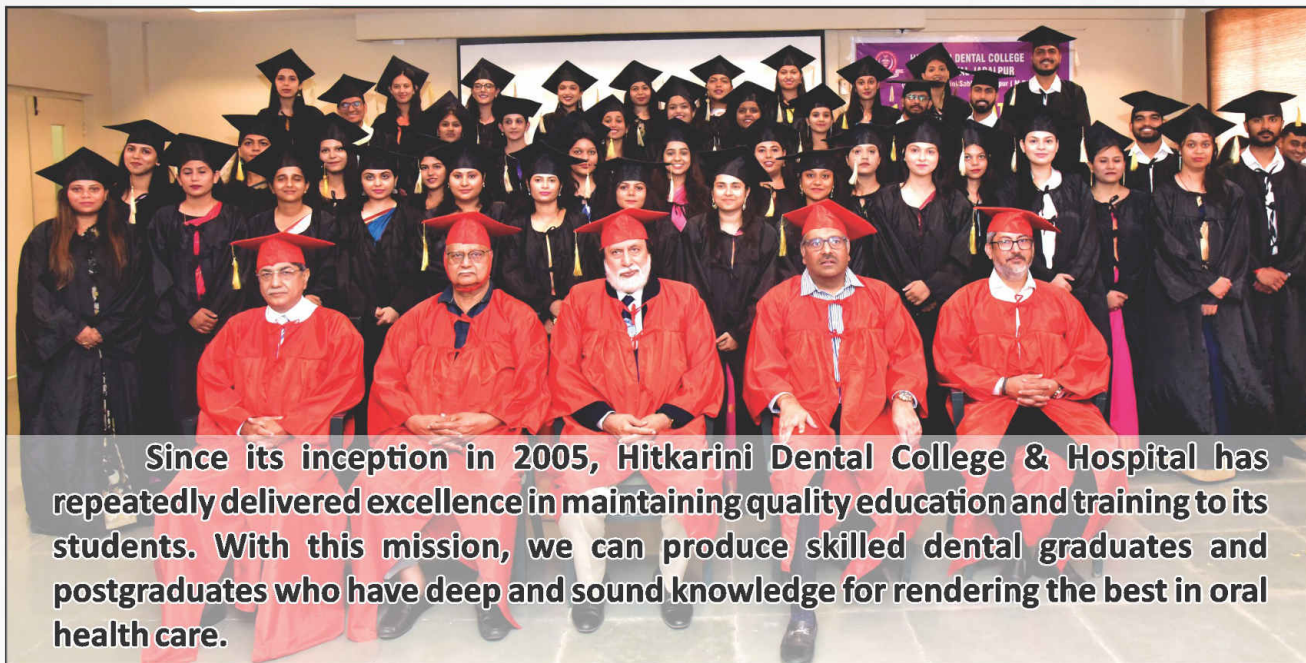 DENTAL COLLEGE
Since its inception in 2005, Hitkarini Dental College & Hospital has
repeatedly delivered excellence in maintaining quality education and training to its
students. With this mission, we can produce skilled dental graduates and
postgraduates who have deep and sound knowledge for rendering the best in oral
health care.